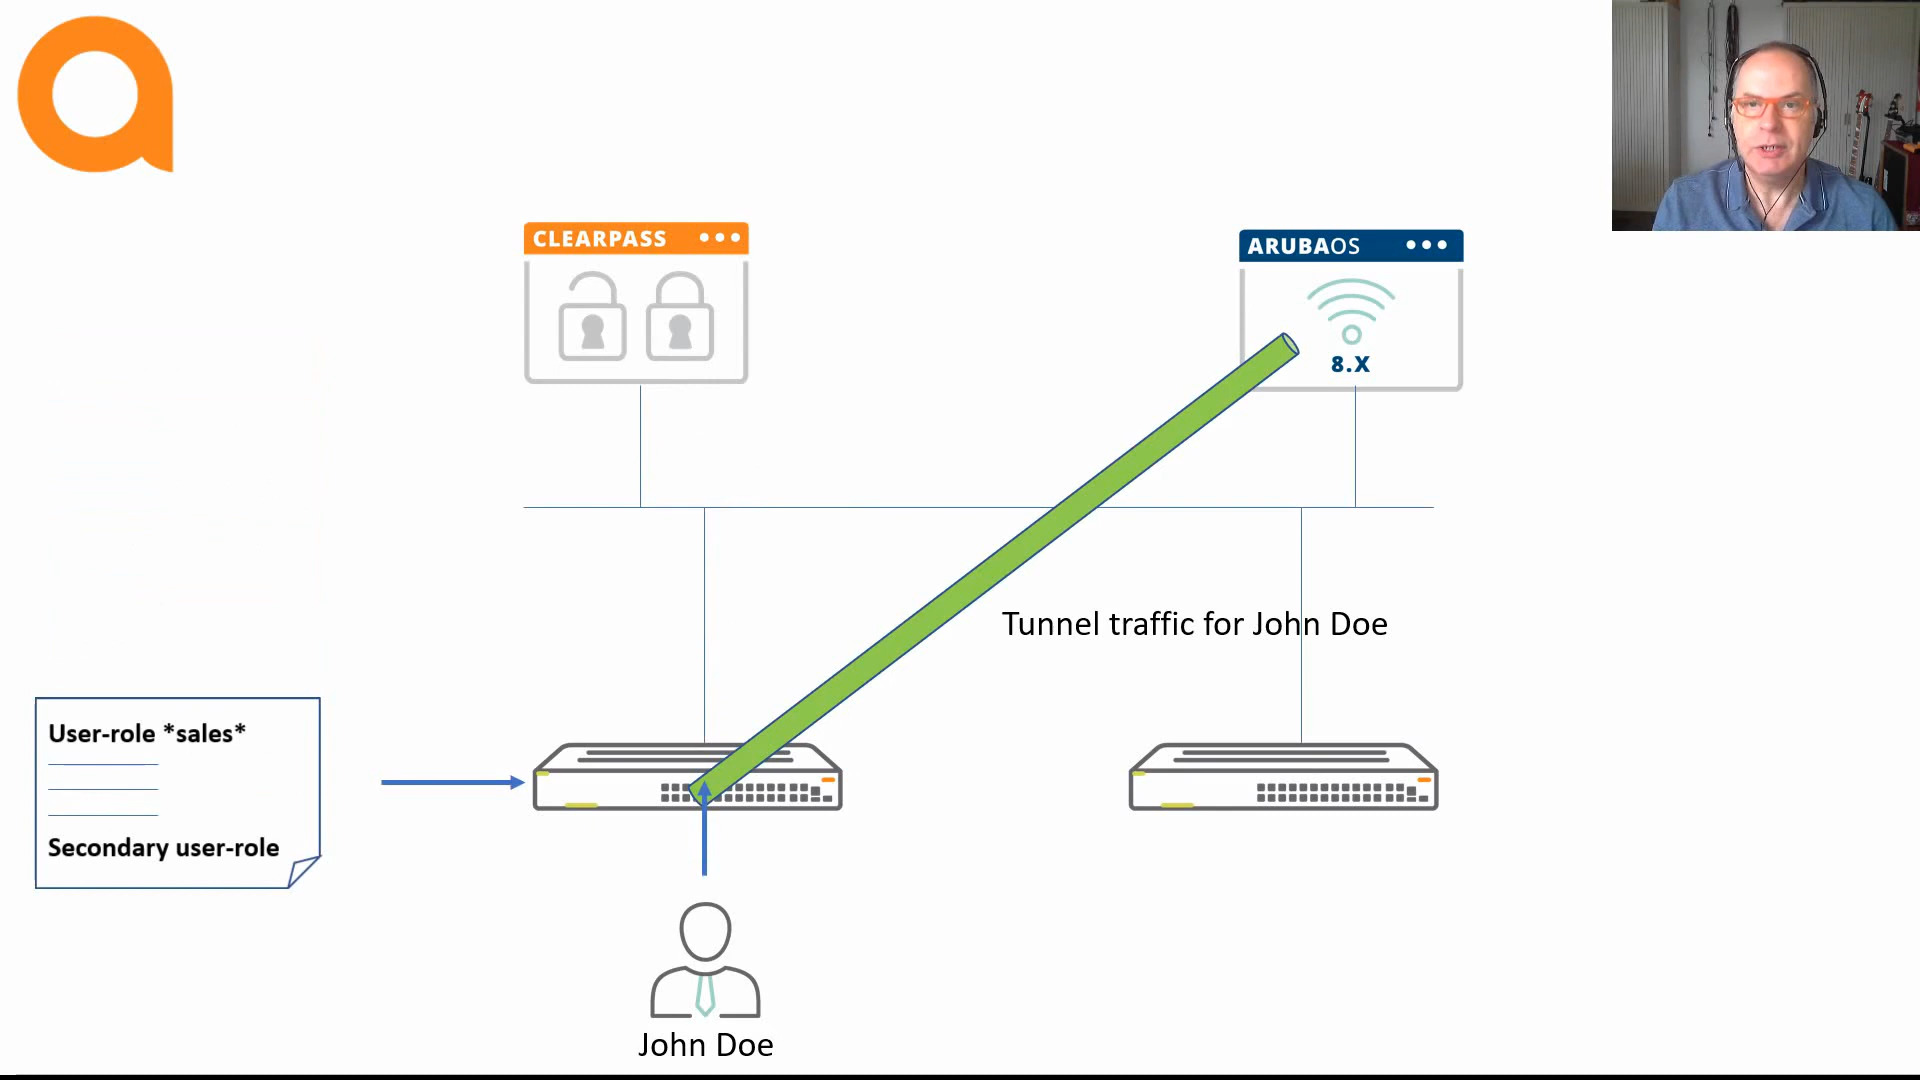 CLEARPASS
ARUBAOS
8.X
Tunnel traffic for John Doe
User-role *sales*
Secondary user-role
John Doe